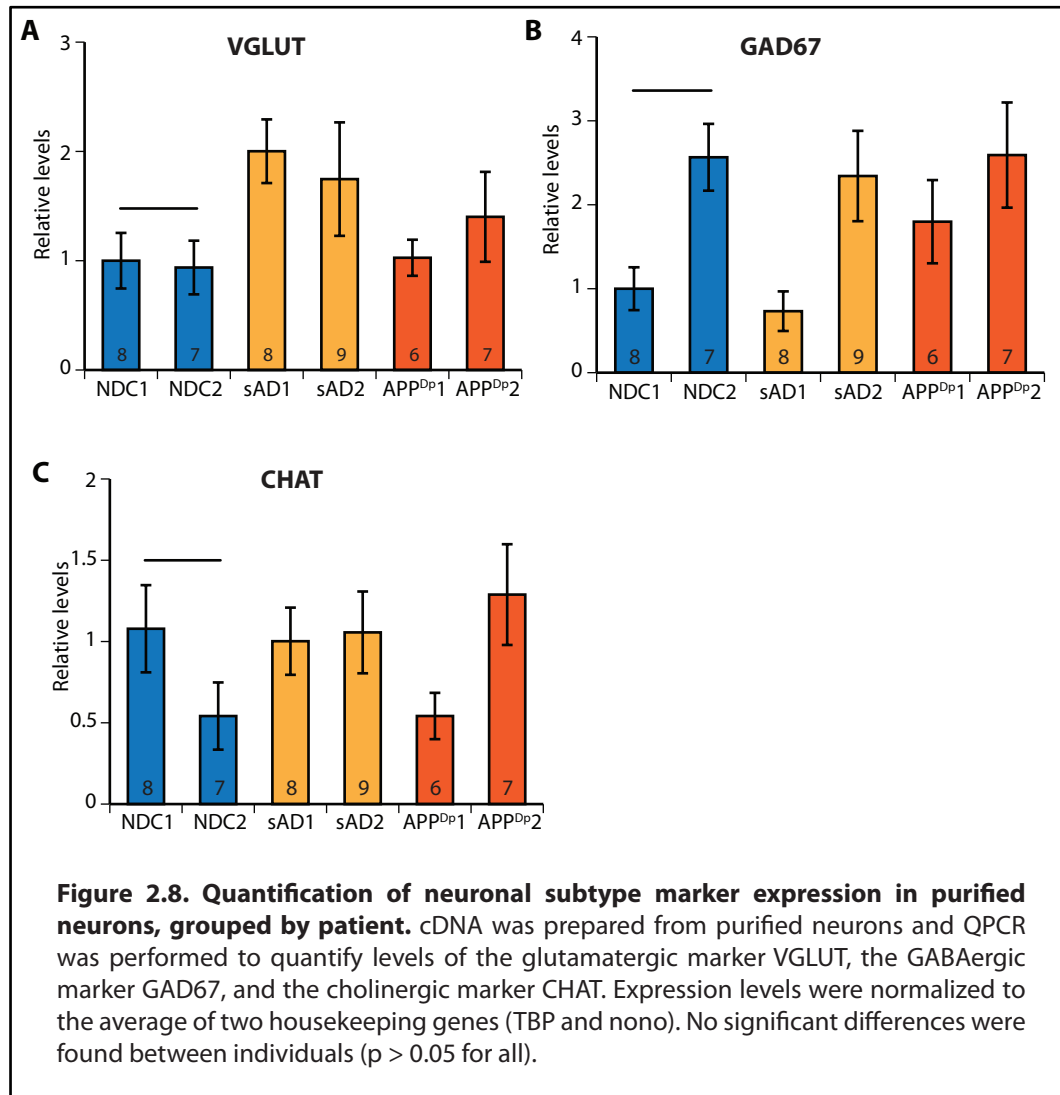 A
VGLUT
Relative levels
3
2
1
0
8
7
8
9
6
7
NDC1 NDC2 sAD1 sAD2 APPᴰᵖ1 APPᴰᵖ2
B
GAD67
Relative levels
4
3
2
1
0
8
7
8
9
6
7
NDC1 NDC2 sAD1 sAD2 APPᴰᵖ1 APPᴰᵖ2
C
CHAT
Relative levels
2
1.5
1
0.5
0
8
7
8
9
6
7
NDC1 NDC2 sAD1 sAD2 APPᴰᵖ1 APPᴰᵖ2
Figure 2.8. Quantification of neuronal subtype marker expression in purified
neurons, grouped by patient. cDNA was prepared from purified neurons and QPCR
was performed to quantify levels of the glutamatergic marker VGLUT, the GABAergic
marker GAD67, and the cholinergic marker CHAT. Expression levels were normalized to
the average of two housekeeping genes (TBP and nono). No significant differences were
found between individuals (p > 0.05 for all).